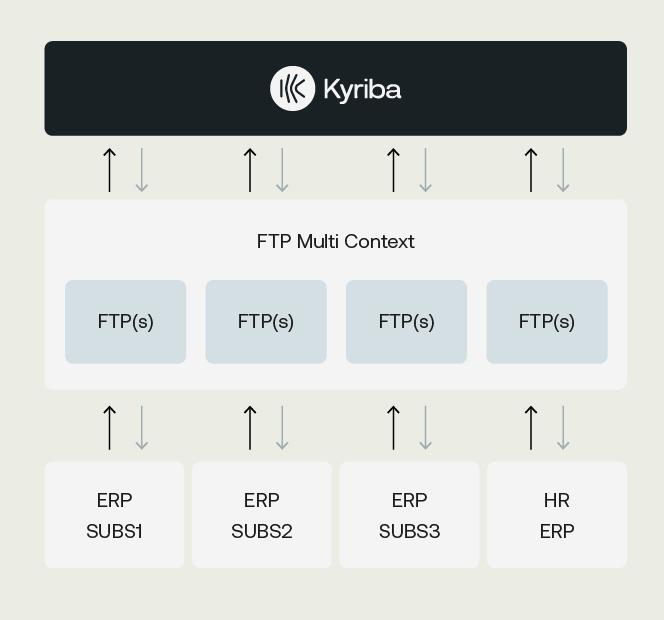 Kyriba
FTP Multi Context
FTP(s) FTP(s) FTP(s) FTP(s)
ERP
SUBS1
ERP
SUBS2
ERP
SUBS3
HR
ERP